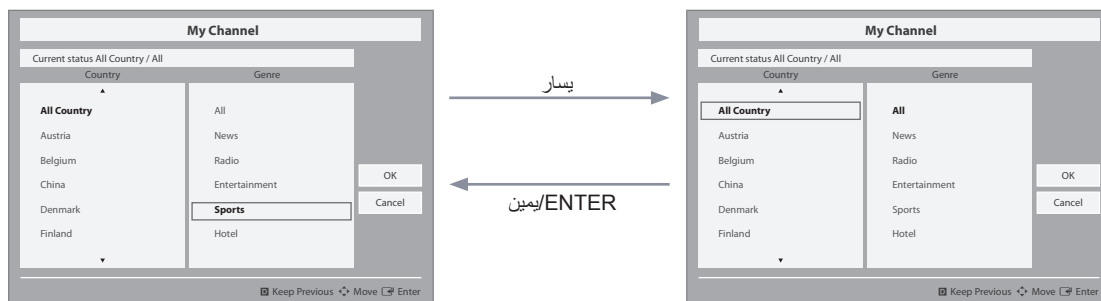 My Channel
Current status All Country / All
Country Genre
▲
All Country All
Austria News
Belgium Radio
China Entertainment
Denmark Sports
Finland Hotel
▼
OK
Cancel
Keep Previous Move Enter
يسار
ENTER/يمين
My Channel
Current status All Country / All
Country Genre
▲
All Country All
Austria News
Belgium Radio
China Entertainment
Denmark Sports
Finland Hotel
▼
OK
Cancel
Keep Previous Move Enter